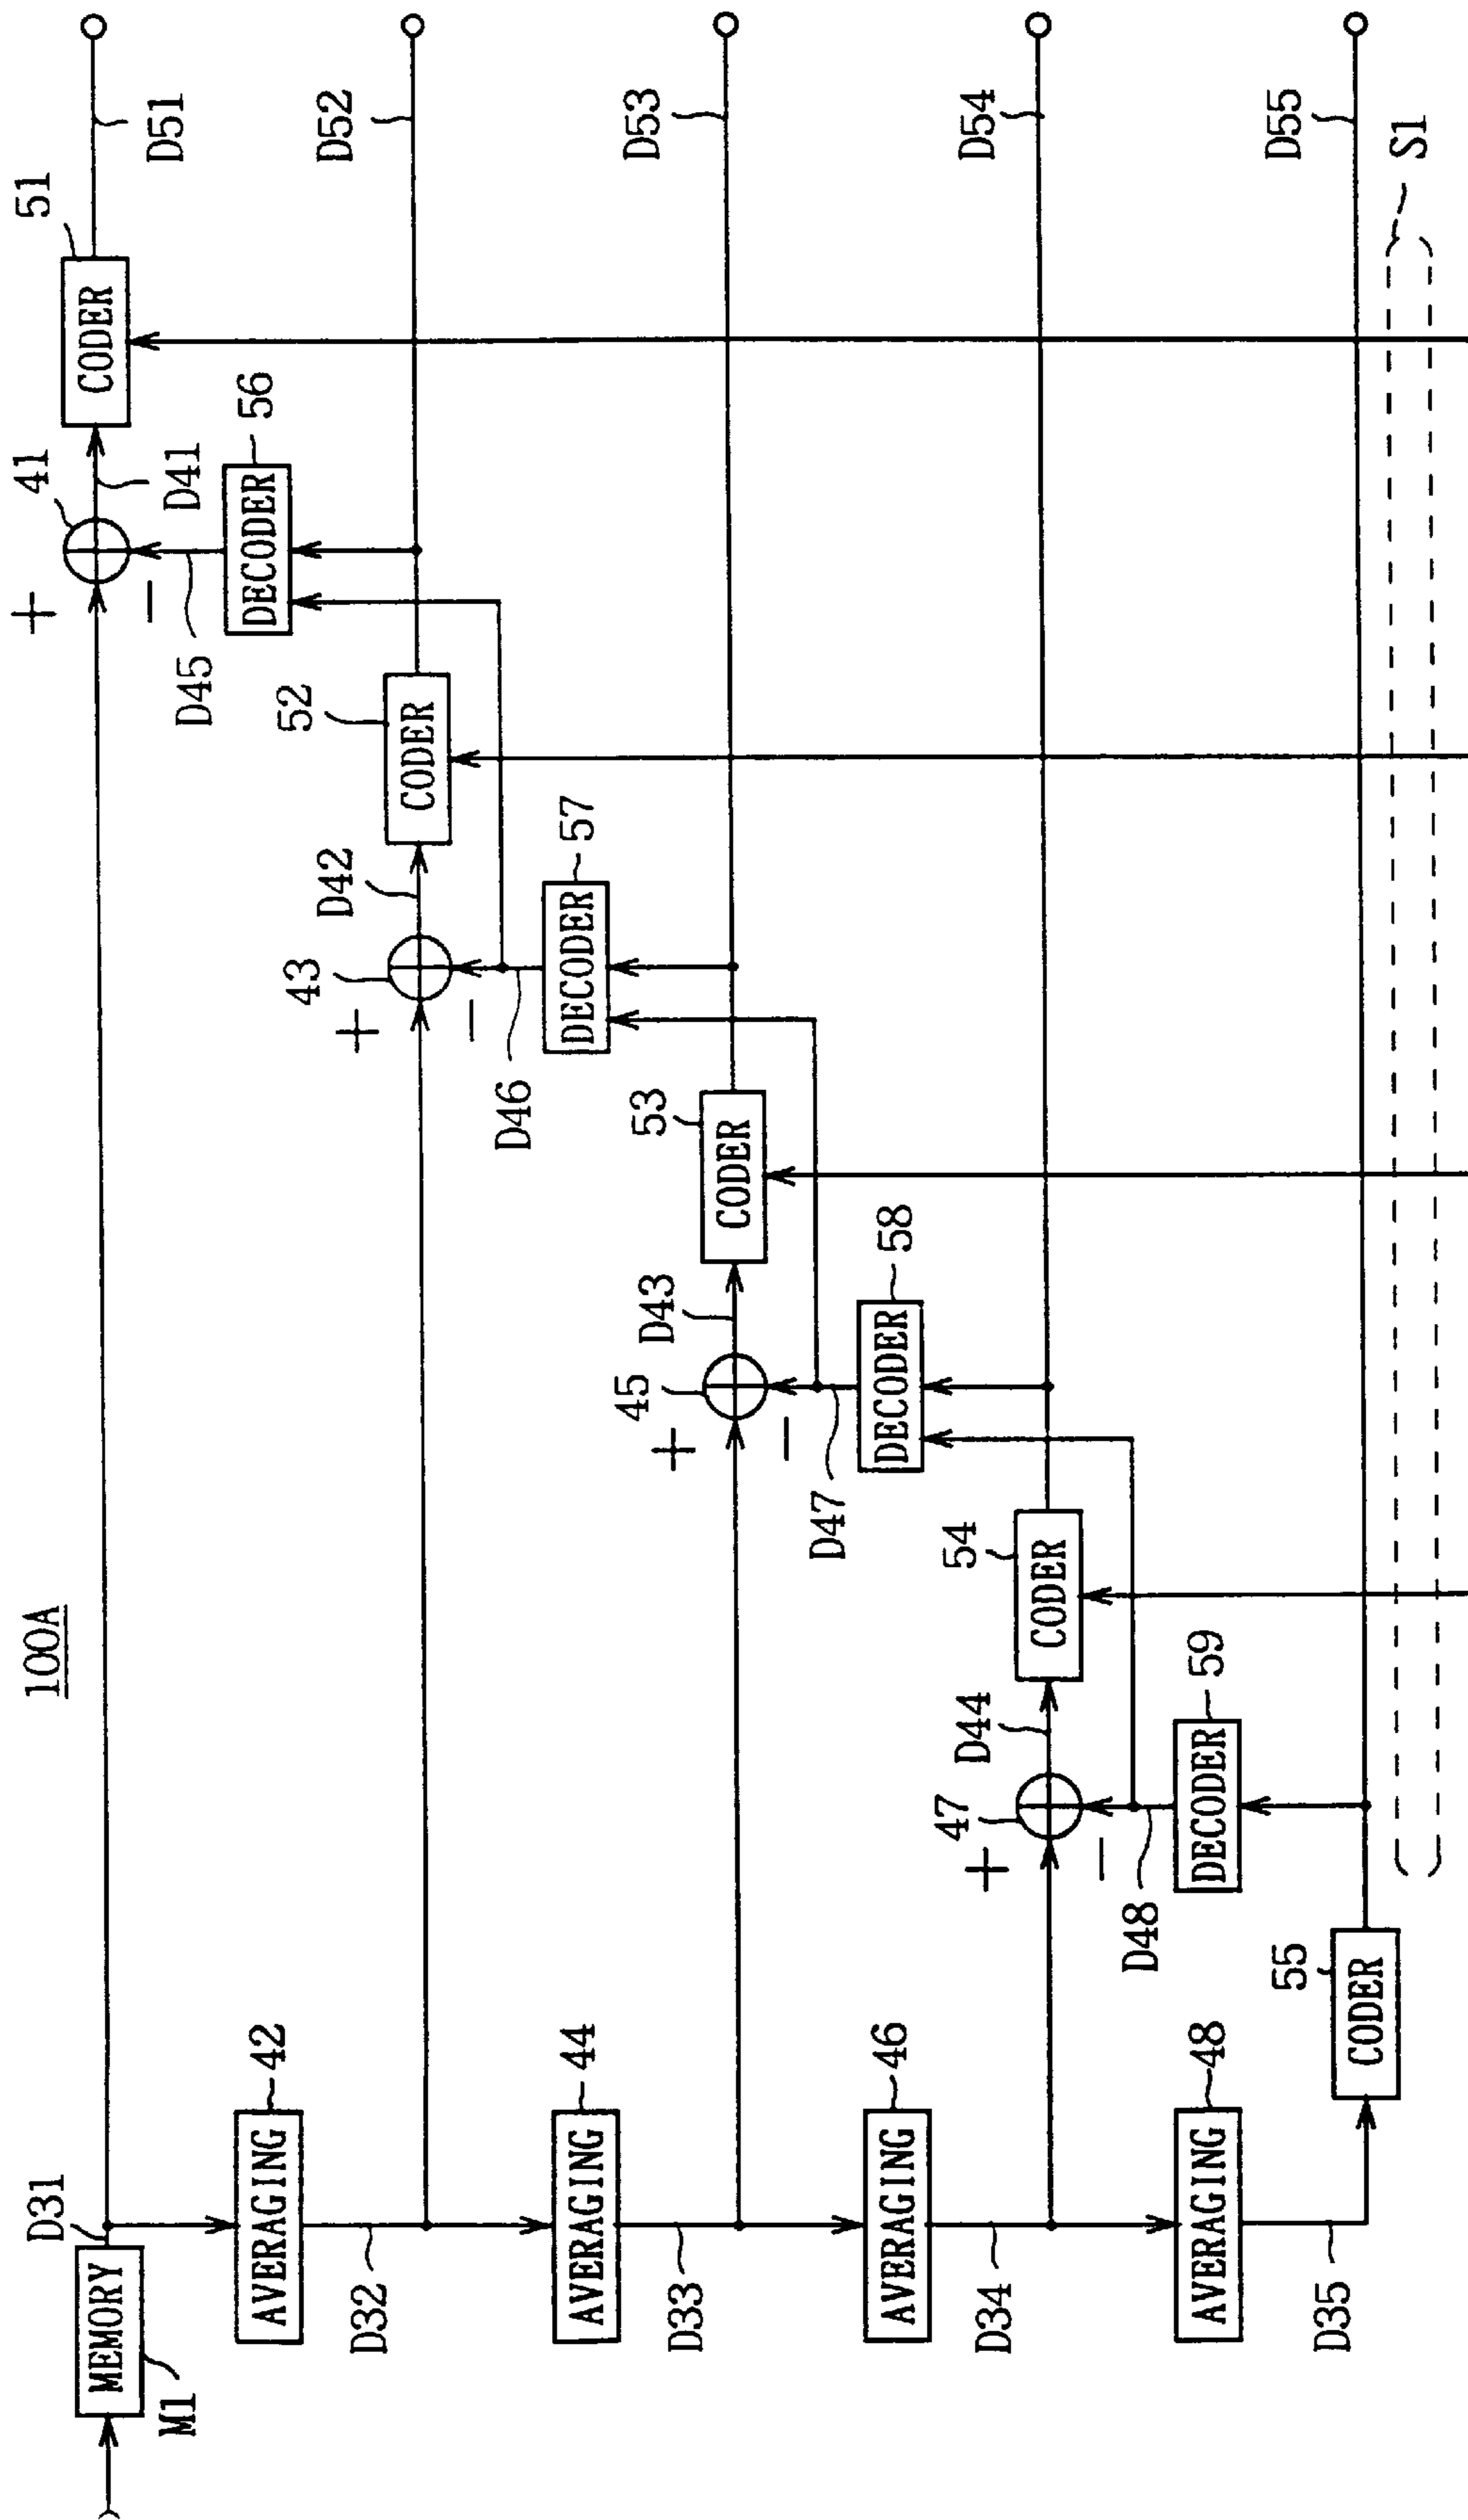 100A
MEMORY
M1
D31
+
-
41
D41
D45
CODER
51
D51
DECODER
56
AVERAGING
42
D32
+
-
43
D42
D46
CODER
52
D52
DECODER
57
AVERAGING
44
D33
+
-
45
D43
D47
CODER
53
D53
DECODER
58
AVERAGING
46
D34
+
-
47
D44
D48
CODER
54
D54
DECODER
59
AVERAGING
48
D35
CODER
55
D55
S1